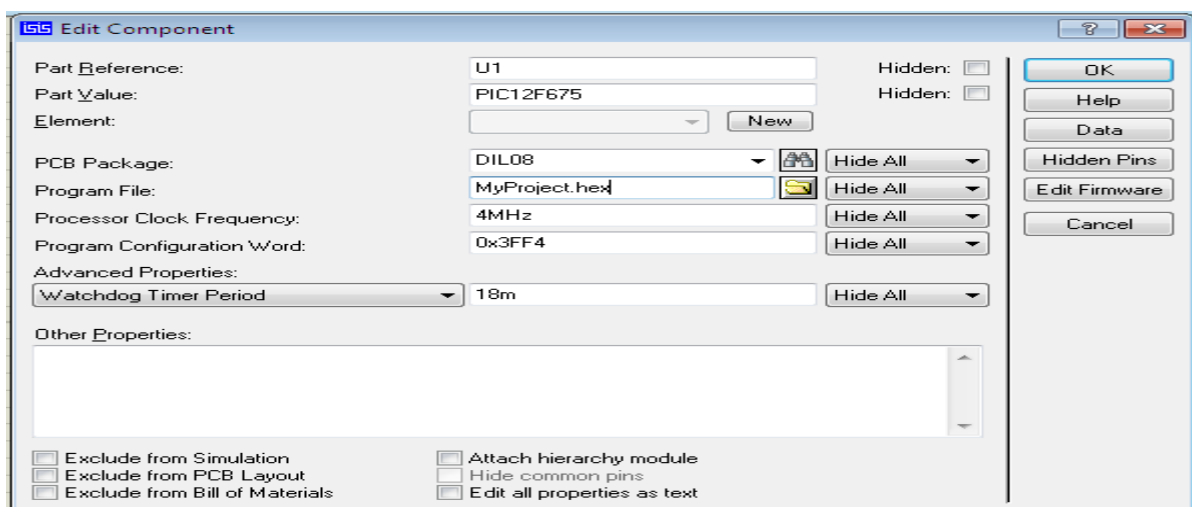 isis Edit Component
Part Reference: U1 Hidden: OK
Part Value: PIC12F675 Hidden: Help
Element: New Data
PCB Package: DIL08 Hide All Hidden Pins
Program File: MyProject.hex Hide All Edit Firmware
Processor Clock Frequency: 4MHz Hide All Cancel
Program Configuration Word: 0x3FF4 Hide All
Advanced Properties:
Watchdog Timer Period 18m Hide All
Other Properties:
Exclude from Simulation Attach hierarchy module
Exclude from PCB Layout Hide common pins
Exclude from Bill of Materials Edit all properties as text